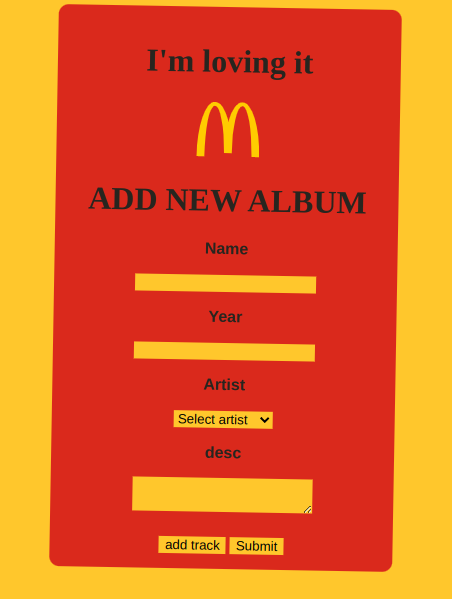 I'm loving it
ADD NEW ALBUM
Name
Year
Artist
Select artist
desc
add track Submit